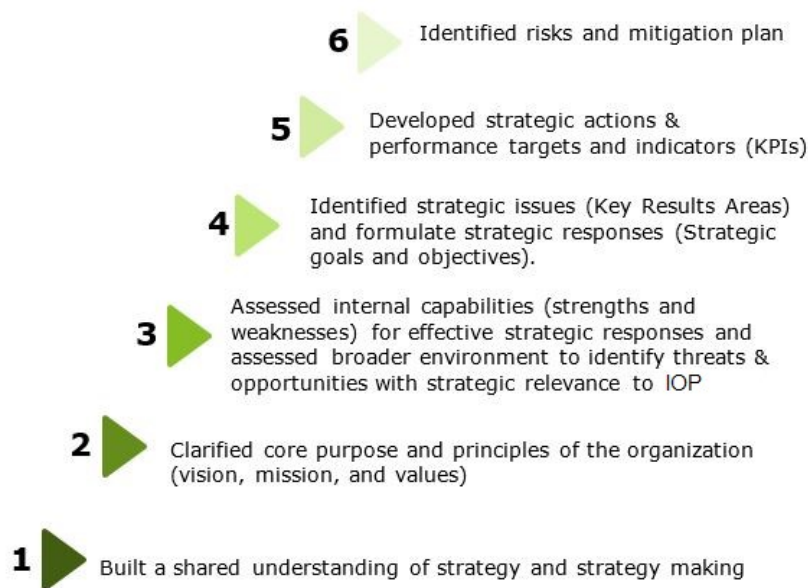 6 Identified risks and mitigation plan
5 Developed strategic actions &
performance targets and indicators (KPIs)
4 Identified strategic issues (Key Results Areas)
and formulate strategic responses (Strategic
goals and objectives).
3 Assessed internal capabilities (strengths and
weaknesses) for effective strategic responses and
assessed broader environment to identify threats &
opportunities with strategic relevance to IOP
2 Clarified core purpose and principles of the organization
(vision, mission, and values)
1 Built a shared understanding of strategy and strategy making